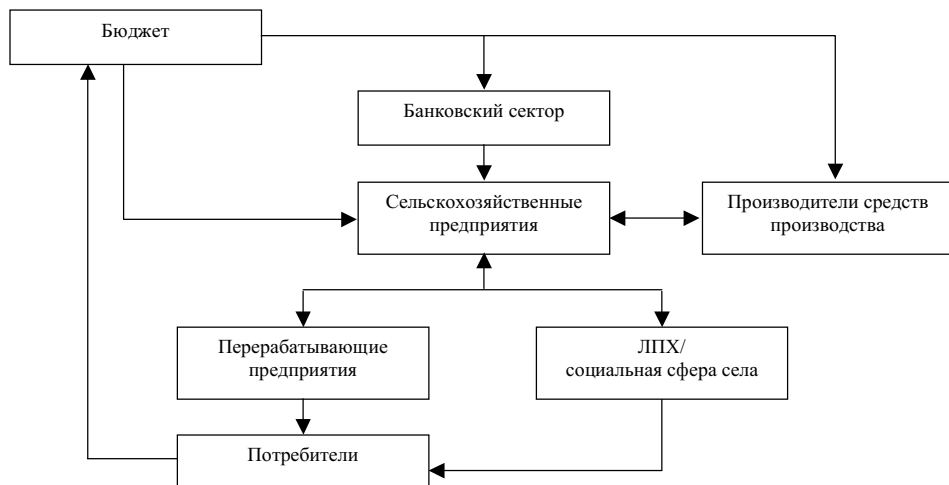 Бюджет
Банковский сектор
Сельскохозяйственные
предприятия
Производители средств
производства
Перерабатывающие
предприятия
ЛПХ/
социальная сфера села
Потребители